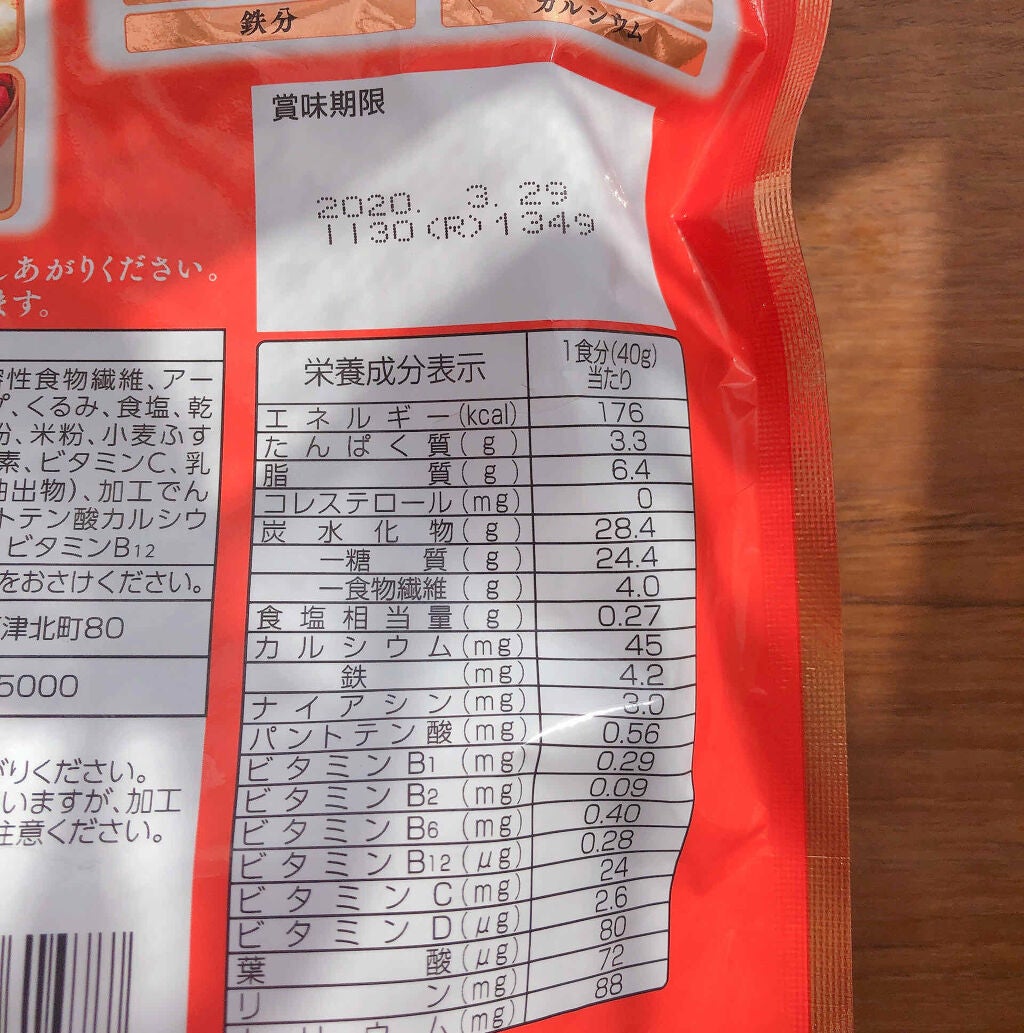 鉄分
カルシウム
賞味期限
2020. 3. 29
1130 (R) 1349
しあがりください。
ます。
溶性食物繊維、アー
プ、くるみ、食塩、乾
粉、米粉、小麦ふす
素、ビタミンC、乳
抽出物)、加工でん
トテン酸カルシウ
ビタミンB12
をおさけください。
津北町80
5000
がりください。
いますが、加工
注意ください。
栄養成分表示 1食分(40g)当たり
エネルギー(kcal) 176
たんぱく質(g) 3.3
脂質(g) 6.4
コレステロール(mg) 0
炭水化物(g) 28.4
－糖質(g) 24.4
－食物繊維(g) 4.0
食塩相当量(g) 0.27
カルシウム(mg) 45
鉄(mg) 4.2
ナイアシン(mg) 3.0
パントテン酸(mg) 0.56
ビタミンB1(mg) 0.29
ビタミンB2(mg) 0.09
ビタミンB6(mg) 0.40
ビタミンB12(μg) 0.28
ビタミンC(mg) 24
ビタミンD(μg) 2.6
葉酸(μg) 80
リン(mg) 72
カリウム(mg) 88